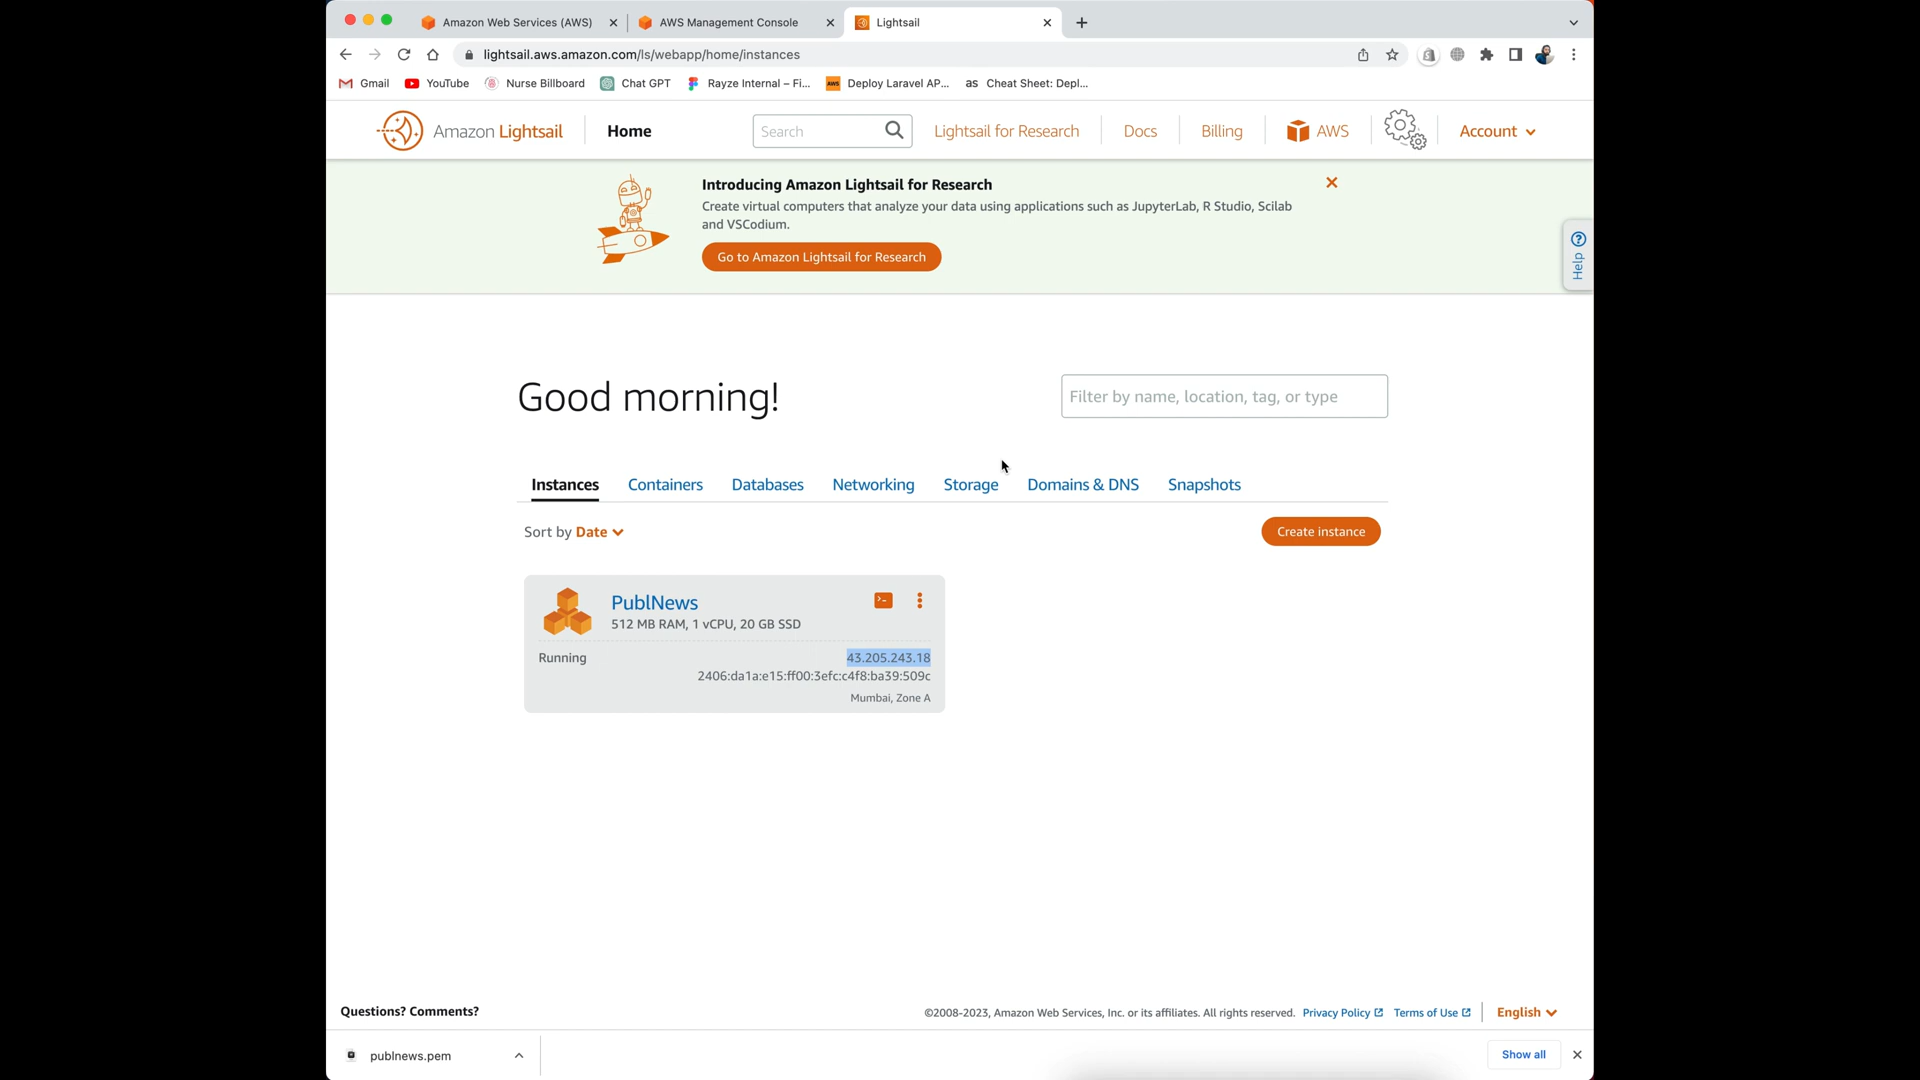 Amazon Web Services (AWS)
AWS Management Console
Lightsail
lightsail.aws.amazon.com/ls/webapp/home/instances
Gmail
YouTube
Nurse Billboard
Chat GPT
Rayze Internal – Fi...
aws Deploy Laravel AP...
as Cheat Sheet: Depl...
Amazon Lightsail
Home
Search
Lightsail for Research
Docs
Billing
AWS
Account
Introducing Amazon Lightsail for Research
Create virtual computers that analyze your data using applications such as JupyterLab, R Studio, Scilab
and VSCodium.
Go to Amazon Lightsail for Research
Help
Good morning!
Filter by name, location, tag, or type
Instances
Containers
Databases
Networking
Storage
Domains & DNS
Snapshots
Sort by Date
Create instance
PublNews
512 MB RAM, 1 vCPU, 20 GB SSD
Running
43.205.243.18
2406:da1a:e15:ff00:3efc:c4f8:ba39:509c
Mumbai, Zone A
Questions? Comments?
©2008-2023, Amazon Web Services, Inc. or its affiliates. All rights reserved.
Privacy Policy
Terms of Use
English
publnews.pem
Show all